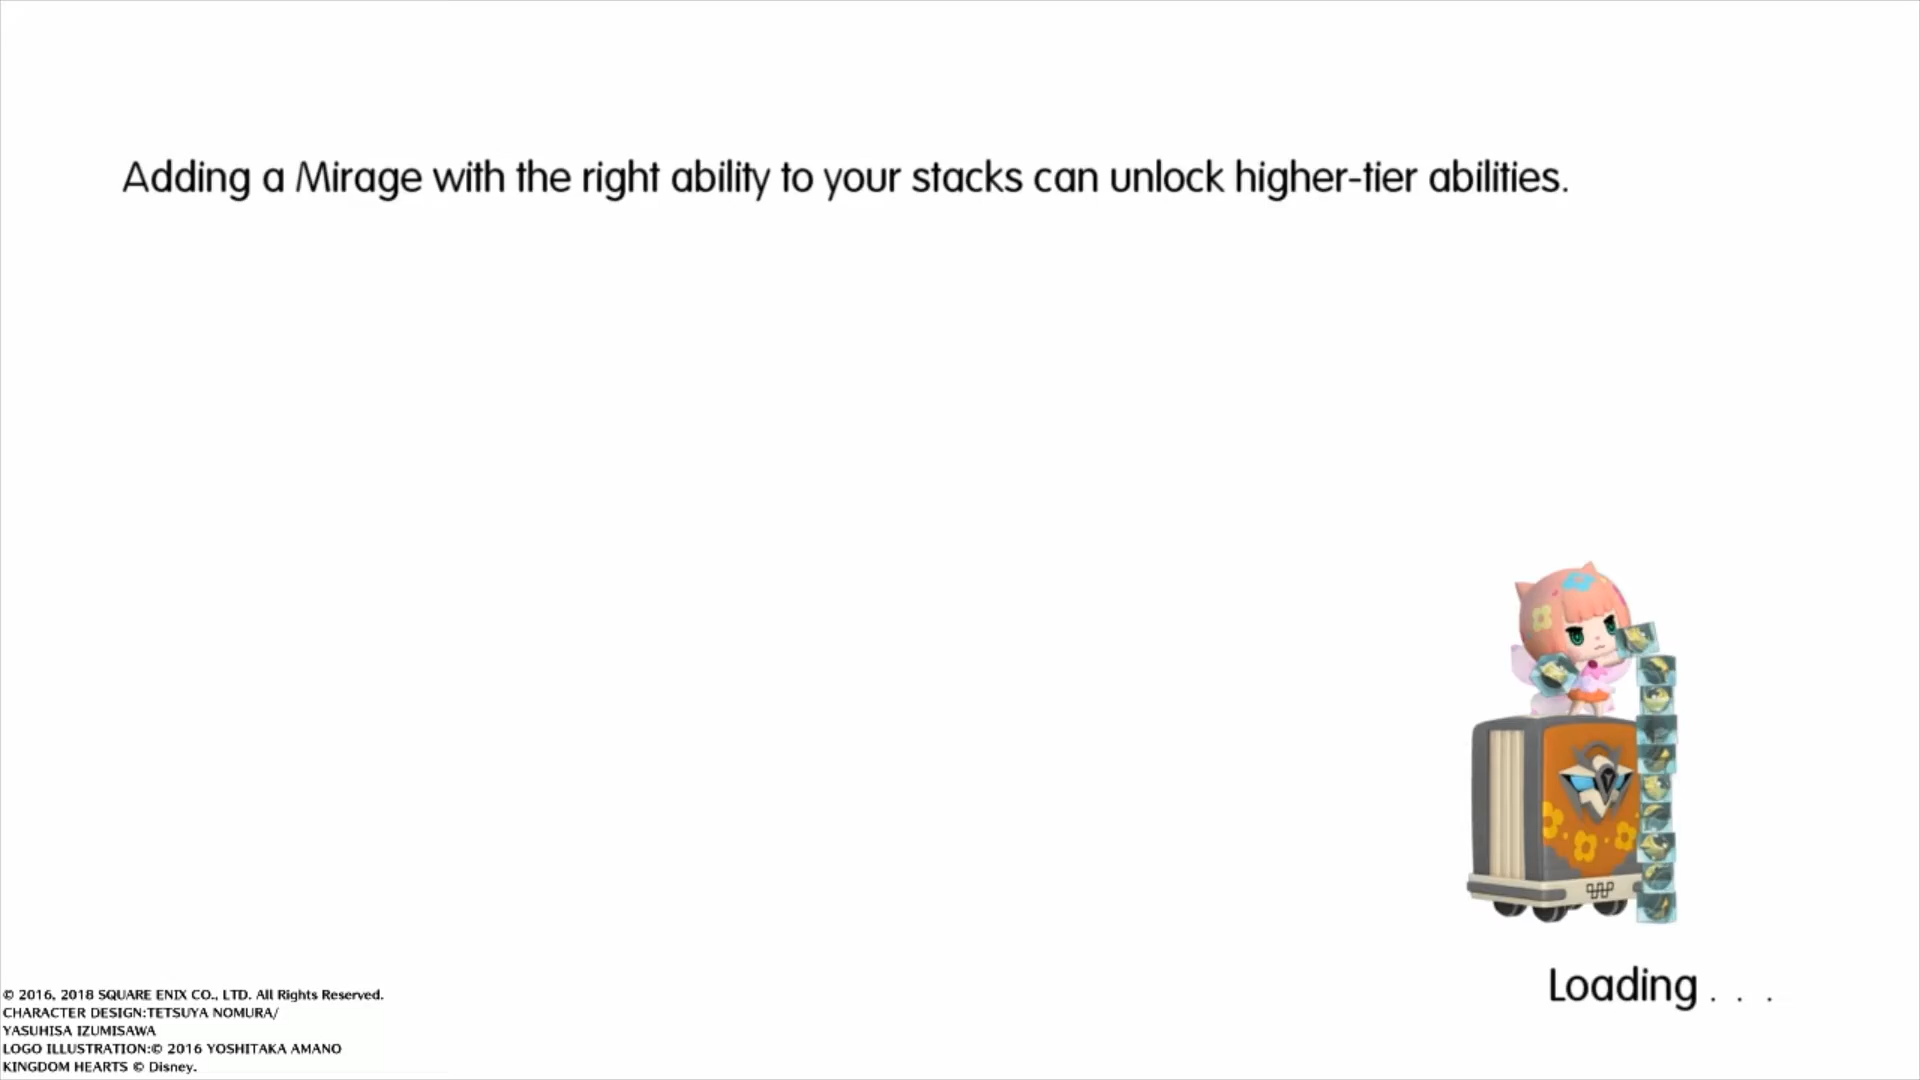 Adding a Mirage with the right ability to your stacks can unlock higher-tier abilities.
Loading . . .
© 2016, 2018 SQUARE ENIX CO., LTD. All Rights Reserved.
CHARACTER DESIGN:TETSUYA NOMURA/
YASUHISA IZUMISAWA
LOGO ILLUSTRATION:© 2016 YOSHITAKA AMANO
KINGDOM HEARTS © Disney.